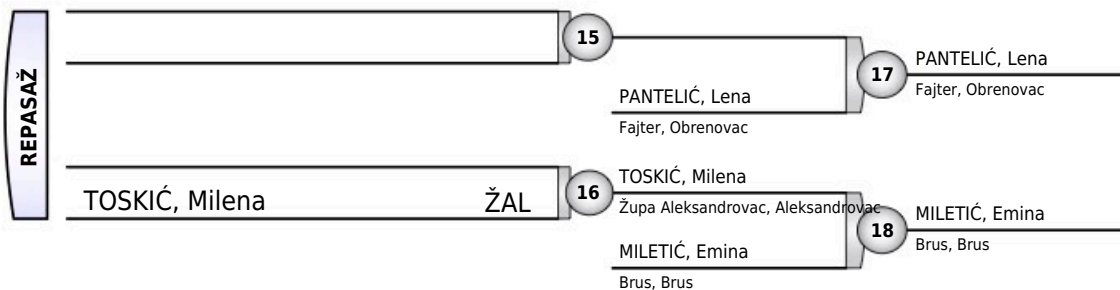 REPASAŽ
15
PANTELIĆ, Lena
Fajter, Obrenovac
17
PANTELIĆ, Lena
Fajter, Obrenovac
TOSKIĆ, Milena ŽAL
16
TOSKIĆ, Milena
Župa Aleksandrovac, Aleksandrovac
MILETIĆ, Emina
Brus, Brus
18
MILETIĆ, Emina
Brus, Brus